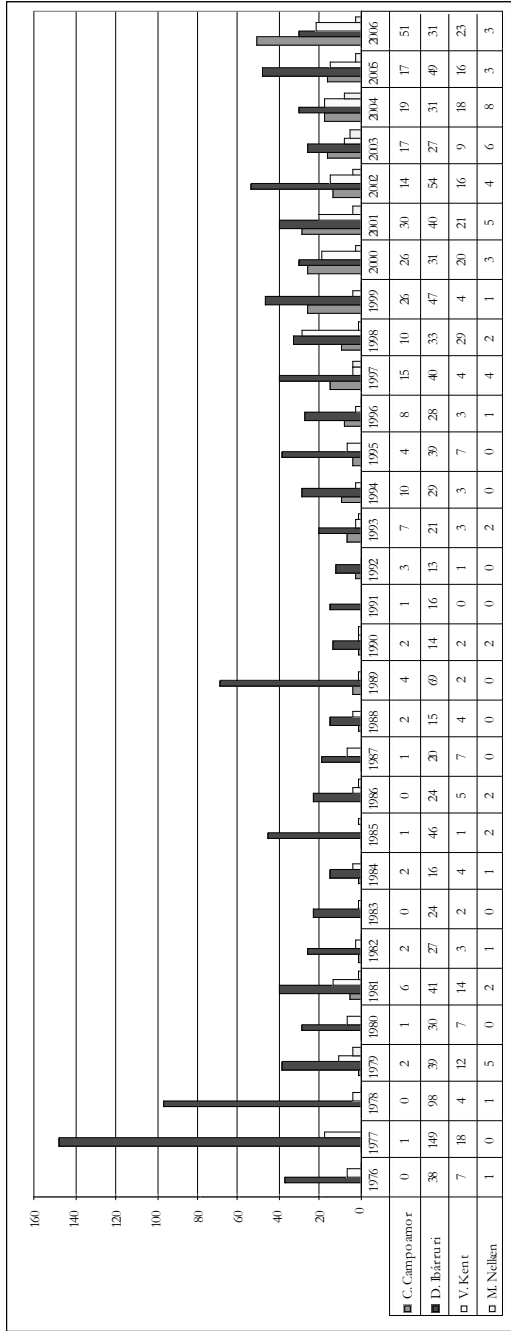 160
140
120
100
80
60
40
20
0
1976 1977 1978 1979 1980 1981 1982 1983 1984 1985 1986 1987 1988 1989 1990 1991 1992 1993 1994 1995 1996 1997 1998 1999 2000 2001 2002 2003 2004 2005 2006
C. Campoamor 0 1 0 2 1 6 2 0 2 1 0 1 2 4 2 1 3 7 10 4 8 15 10 26 26 30 14 17 19 17 51
D. Ibárruri 38 149 98 39 30 41 27 24 16 46 24 20 15 69 14 16 13 21 29 39 28 40 33 47 31 40 54 27 31 49 31
V. Kent 7 18 4 12 7 14 3 2 4 1 5 7 4 2 2 0 1 3 3 7 3 4 29 4 20 21 16 9 18 16 23
M. Nelken 1 0 1 5 0 2 1 0 1 2 2 0 0 0 2 0 0 2 0 0 1 4 2 1 3 5 4 6 8 3 3